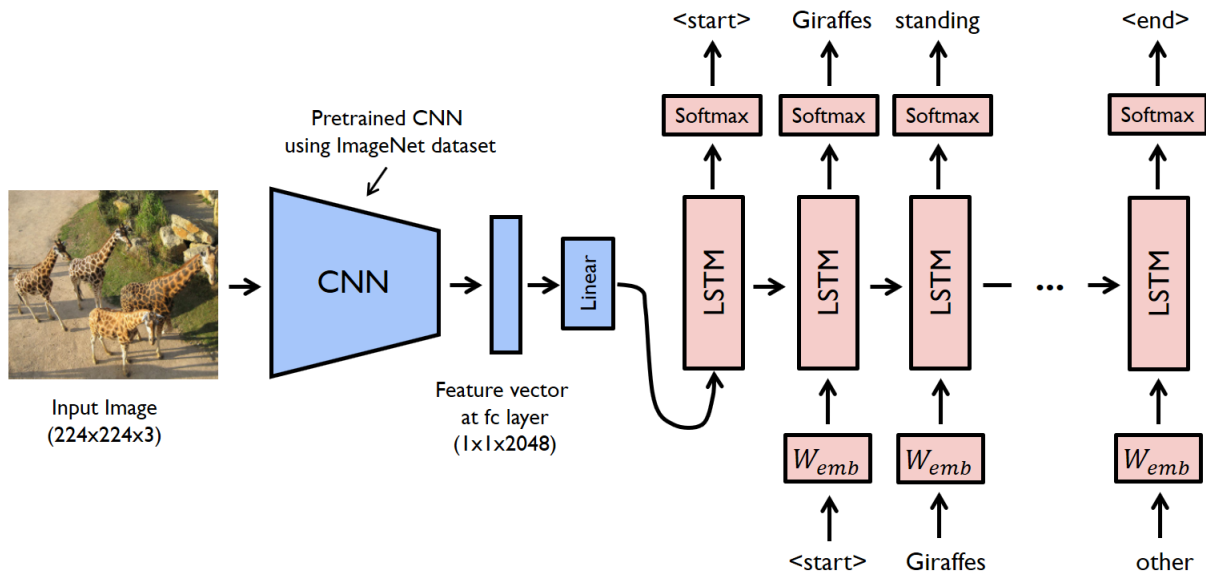 <start> Giraffes standing <end>
Softmax Softmax Softmax Softmax
Pretrained CNN
using ImageNet dataset
CNN
Linear
LSTM LSTM LSTM ... LSTM
Input Image
(224x224x3)
Feature vector
at fc layer
(1x1x2048)
W_emb W_emb W_emb
<start> Giraffes other